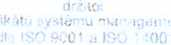 držitel
ikátu systému managem
dle ISO 9001 a ISO 1400